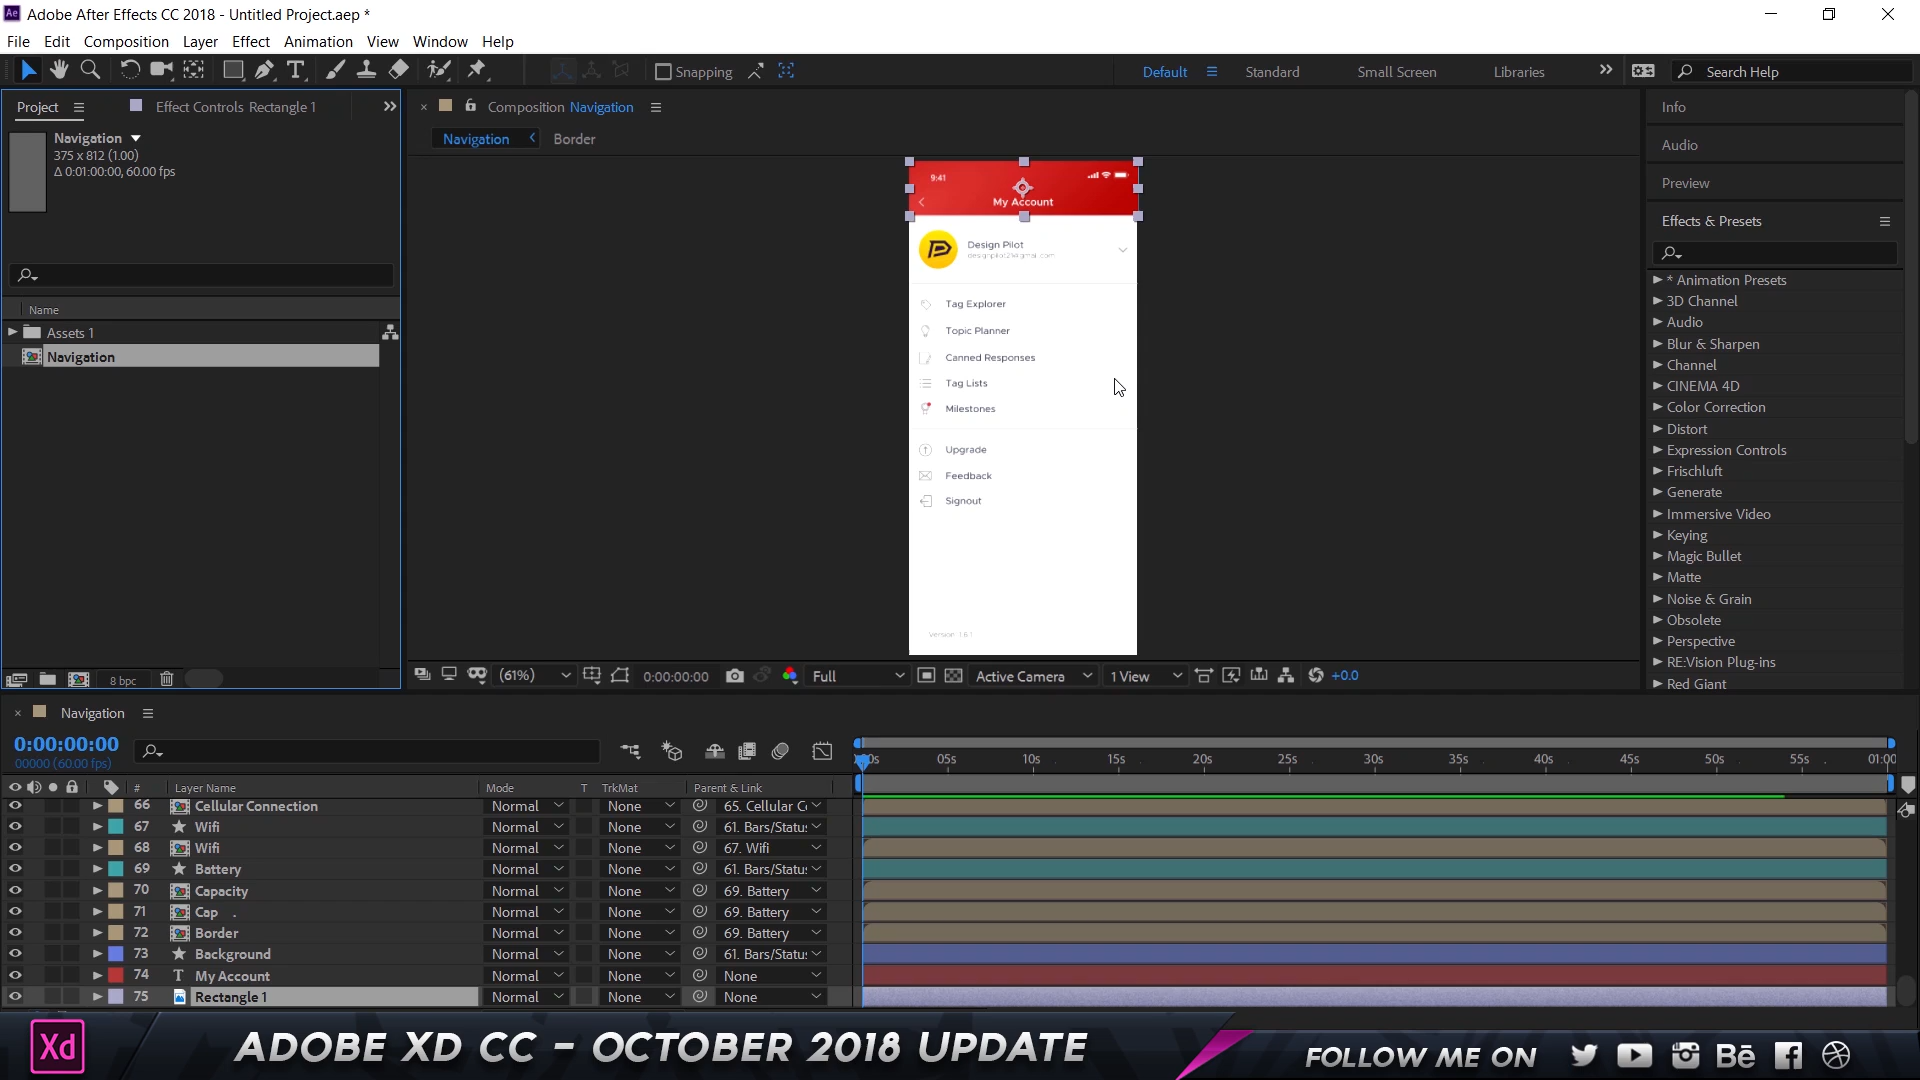 Ae Adobe After Effects CC 2018 - Untitled Project.aep *
File Edit Composition Layer Effect Animation View Window Help
Snapping Default Standard Small Screen Libraries Search Help
Project Effect Controls Rectangle 1
Composition Navigation
Info
Navigation
375 x 812 (1.00)
Δ 0:01:00:00, 60.00 fps
Navigation Border
Audio
Preview
Effects & Presets
9:41
My Account
Design Pilot
Tag Explorer
Topic Planner
Canned Responses
Tag Lists
Milestones
Upgrade
Feedback
Signout
Version 1.6.1
Name
Assets 1
Navigation
* Animation Presets
3D Channel
Audio
Blur & Sharpen
Channel
CINEMA 4D
Color Correction
Distort
Expression Controls
Frischluft
Generate
Immersive Video
Keying
Magic Bullet
Matte
Noise & Grain
Obsolete
Perspective
RE:Vision Plug-ins
Red Giant
8 bpc
(61%) 0:00:00:00 Full Active Camera 1 View +0.0
Navigation
0:00:00:00
00000 (60.00 fps)
05s 10s 15s 20s 25s 30s 35s 40s 45s 50s 55s 01:00
# Layer Name Mode T TrkMat Parent & Link
66 Cellular Connection Normal None 65. Cellular Cc
67 Wifi Normal None 61. Bars/Status
68 Wifi Normal None 67. Wifi
69 Battery Normal None 61. Bars/Status
70 Capacity Normal None 69. Battery
71 Cap Normal None 69. Battery
72 Border Normal None 69. Battery
73 Background Normal None 61. Bars/Status
74 My Account Normal None None
75 Rectangle 1 Normal None None
Xd ADOBE XD CC - OCTOBER 2018 UPDATE
FOLLOW ME ON Bē